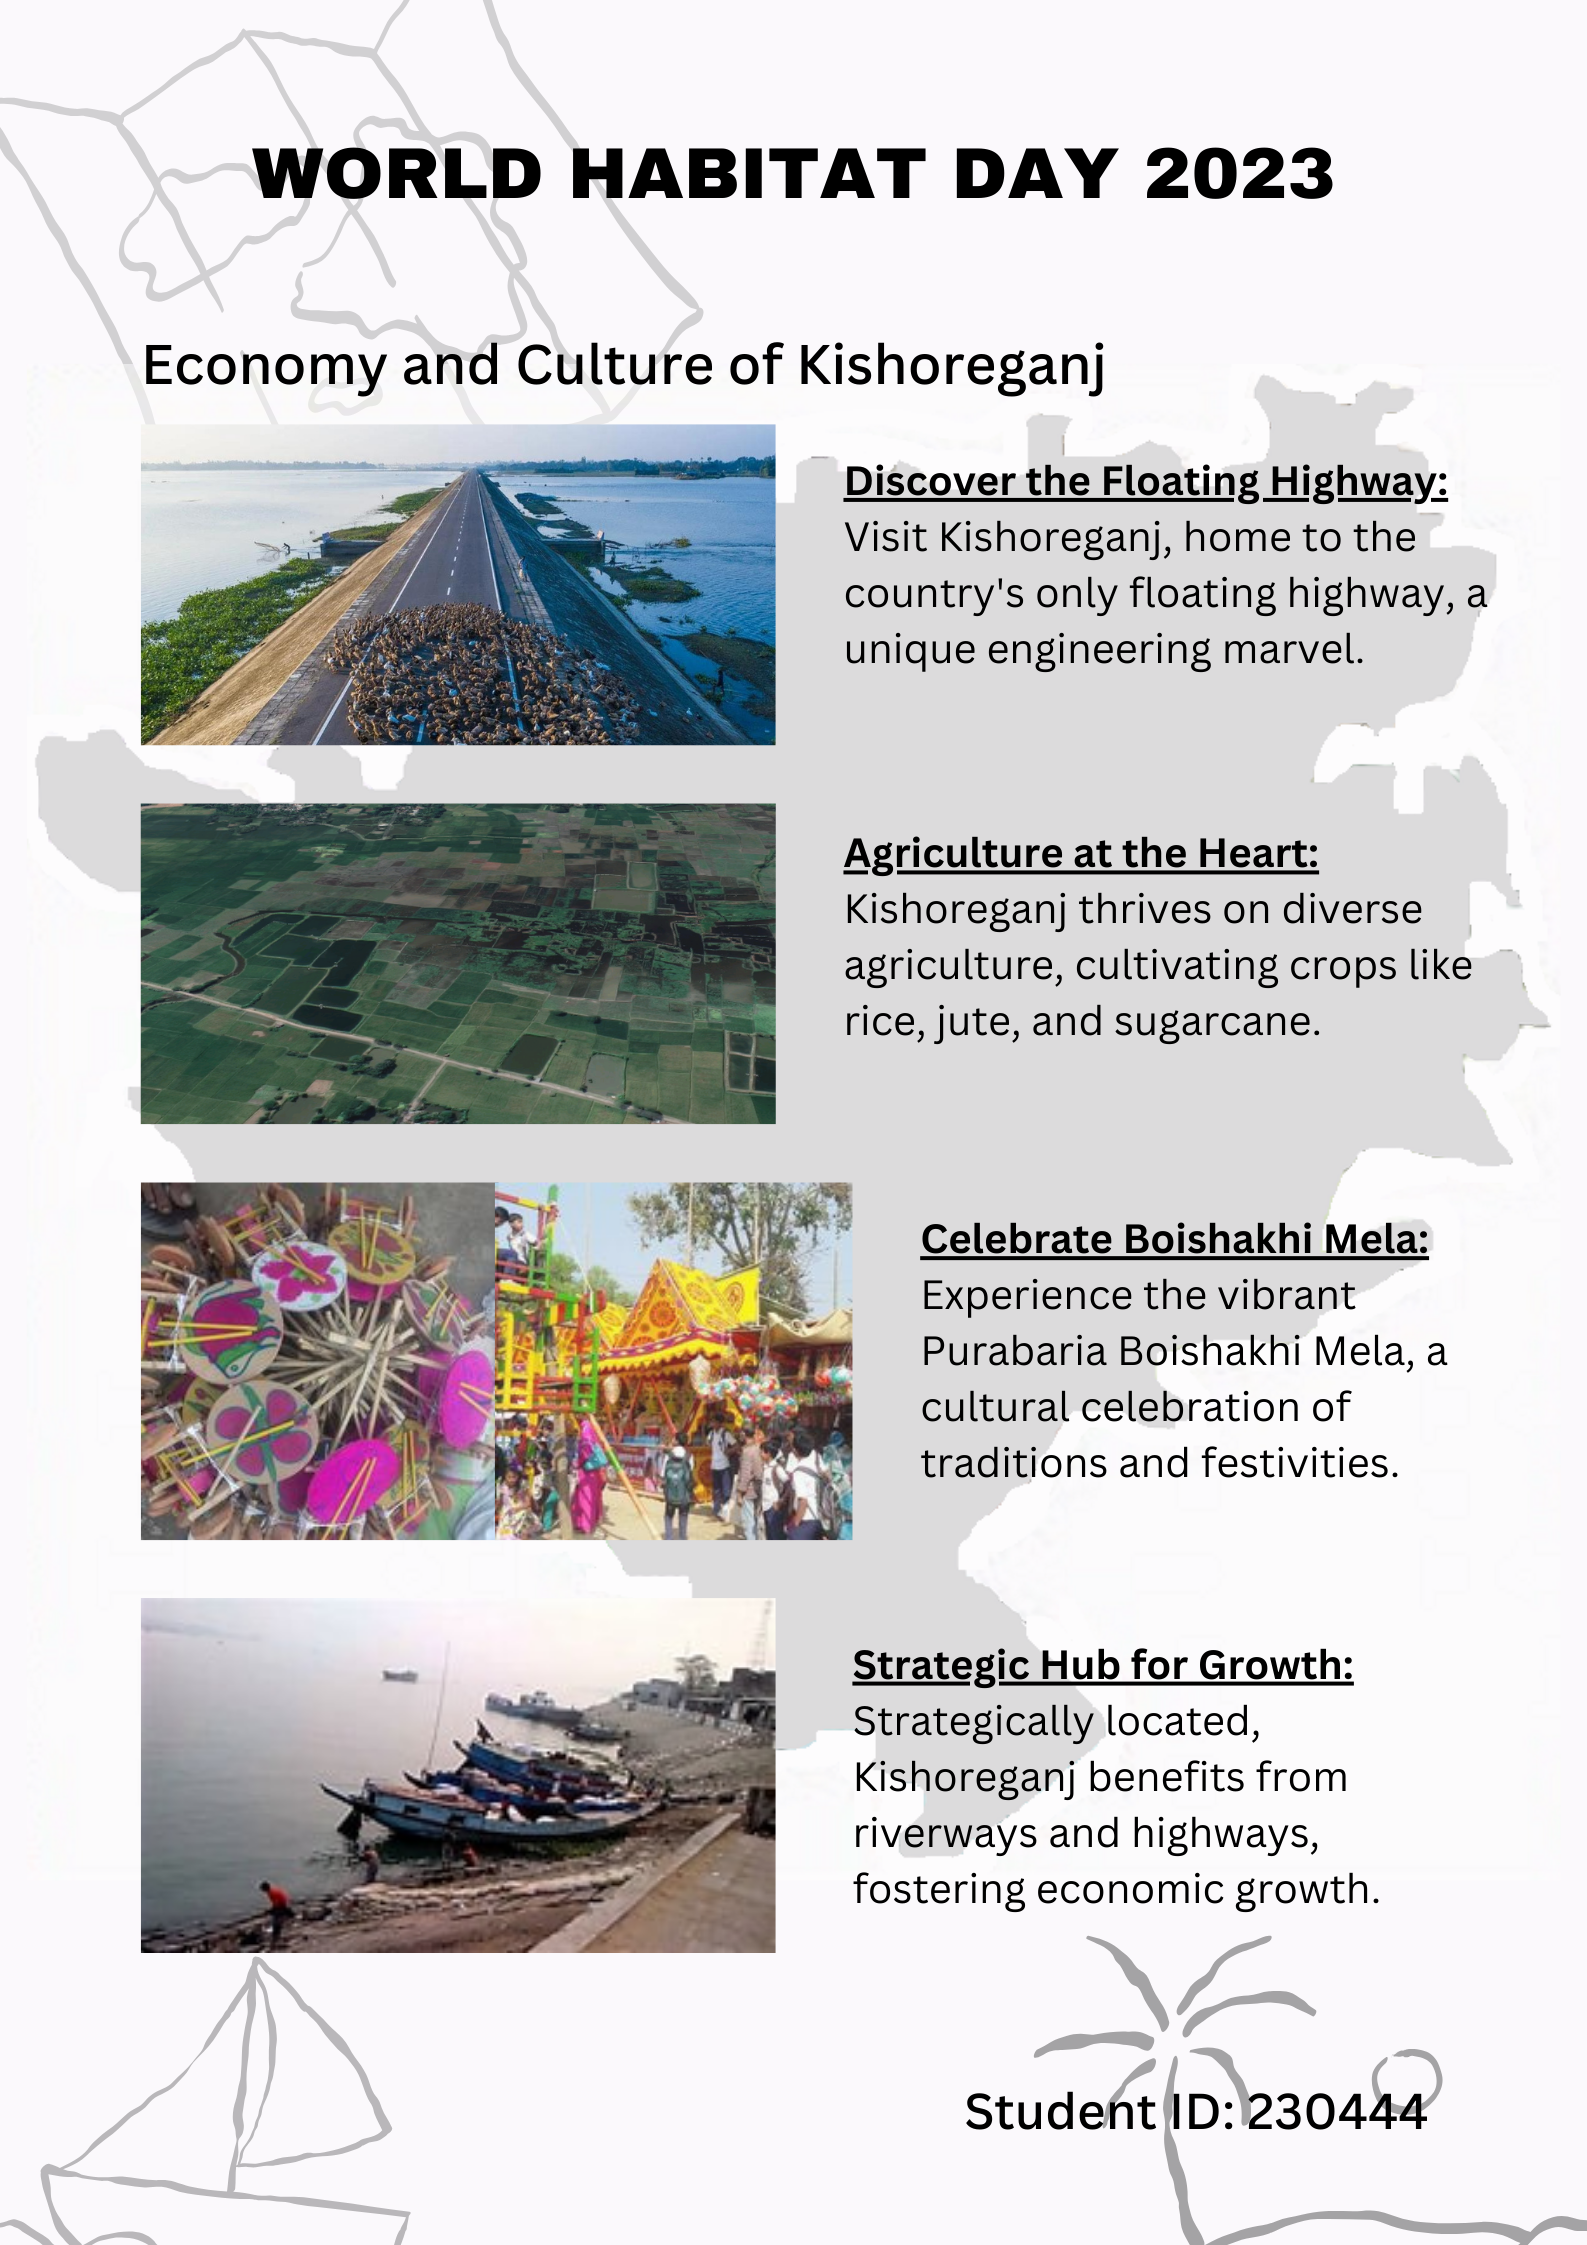 WORLD HABITAT DAY 2023
Economy and Culture of Kishoreganj
Discover the Floating Highway:
Visit Kishoreganj, home to the
country's only floating highway, a
unique engineering marvel.
Agriculture at the Heart:
Kishoreganj thrives on diverse
agriculture, cultivating crops like
rice, jute, and sugarcane.
Celebrate Boishakhi Mela:
Experience the vibrant
Purabaria Boishakhi Mela, a
cultural celebration of
traditions and festivities.
Strategic Hub for Growth:
Strategically located,
Kishoreganj benefits from
riverways and highways,
fostering economic growth.
Student ID: 230444